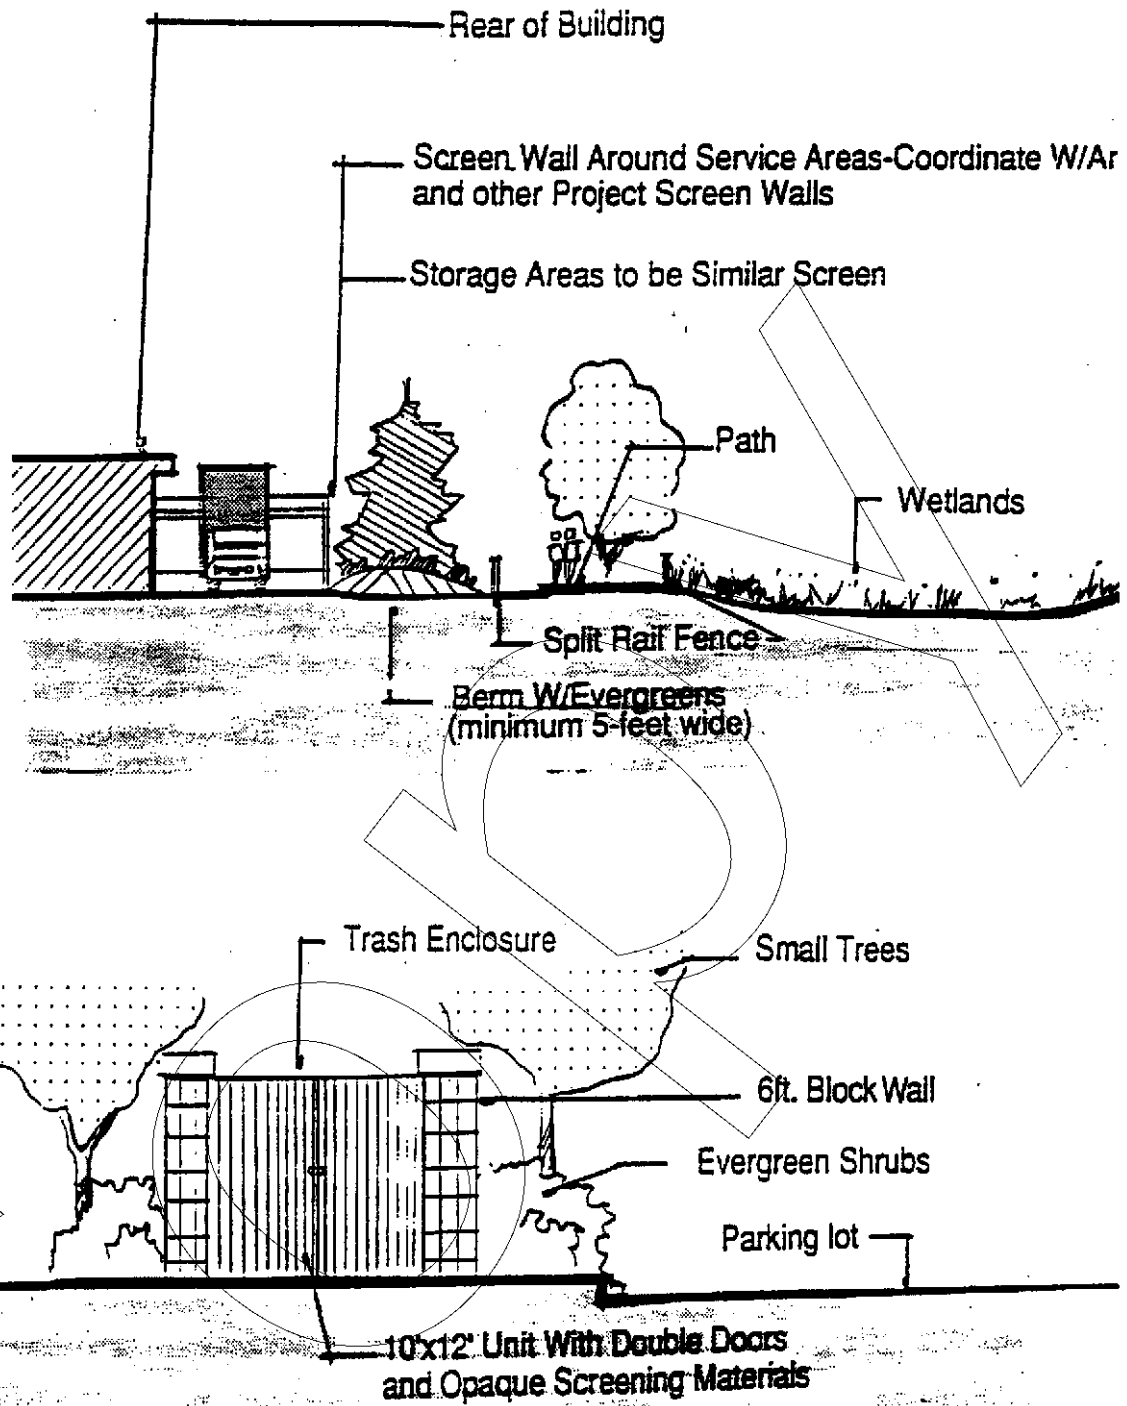 Rear of Building
Screen Wall Around Service Areas-Coordinate W/Ar
and other Project Screen Walls
Storage Areas to be Similar Screen
Path
Wetlands
Split Rail Fence
Berm W/Evergreens
(minimum 5-feet wide)
Trash Enclosure
Small Trees
6ft. Block Wall
Evergreen Shrubs
Parking lot
10'x12' Unit With Double Doors
and Opaque Screening Materials